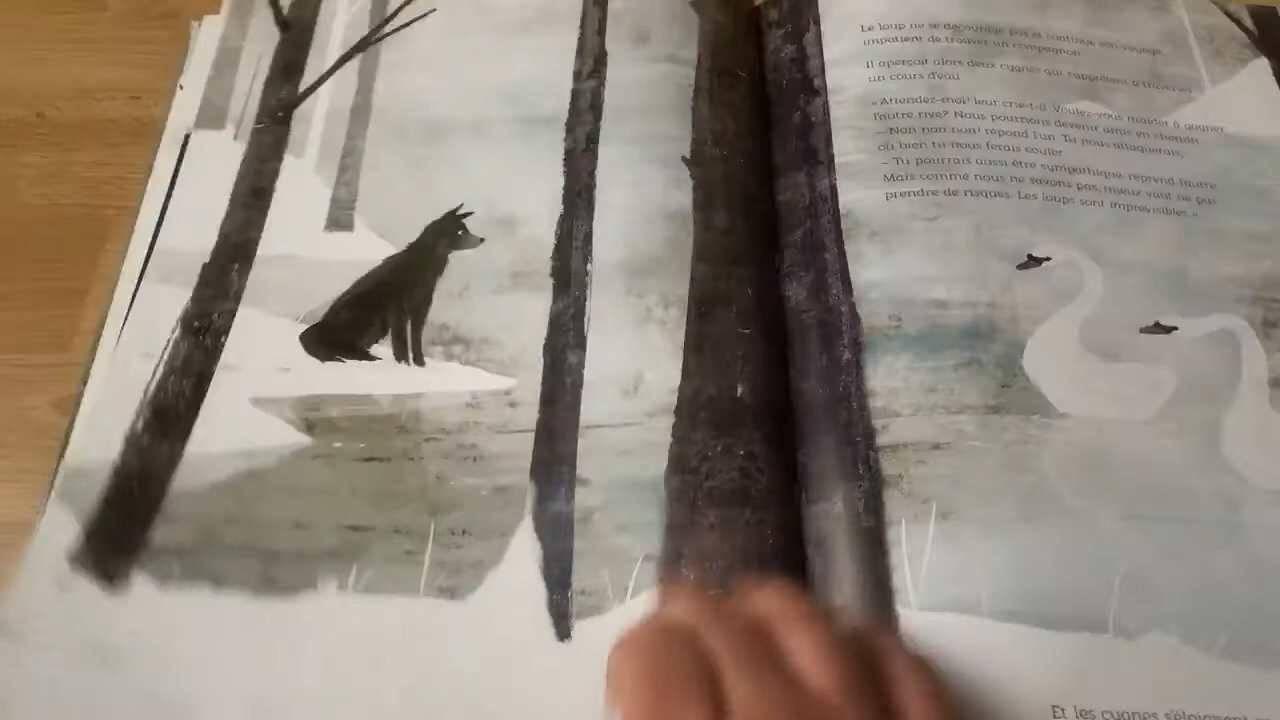 Le loup ne se décourage pas et continue son voyage,
impatient de trouver un compagnon.
Il aperçoit alors deux cygnes qui s'apprêtent à traverser
un cours d'eau.
« Attendez-moi! leur crie-t-il. Voulez-vous m'aider à gagner
l'autre rive? Nous pourrions devenir amis en chemin.
– Non non non! répond l'un. Tu nous attaquerais,
ou bien tu nous ferais couler.
– Tu pourrais aussi être sympathique, reprend l'autre.
Mais comme nous ne savons pas, mieux vaut ne pas
prendre de risques. Les loups sont imprévisibles. »
Et les cygnes s'éloignent